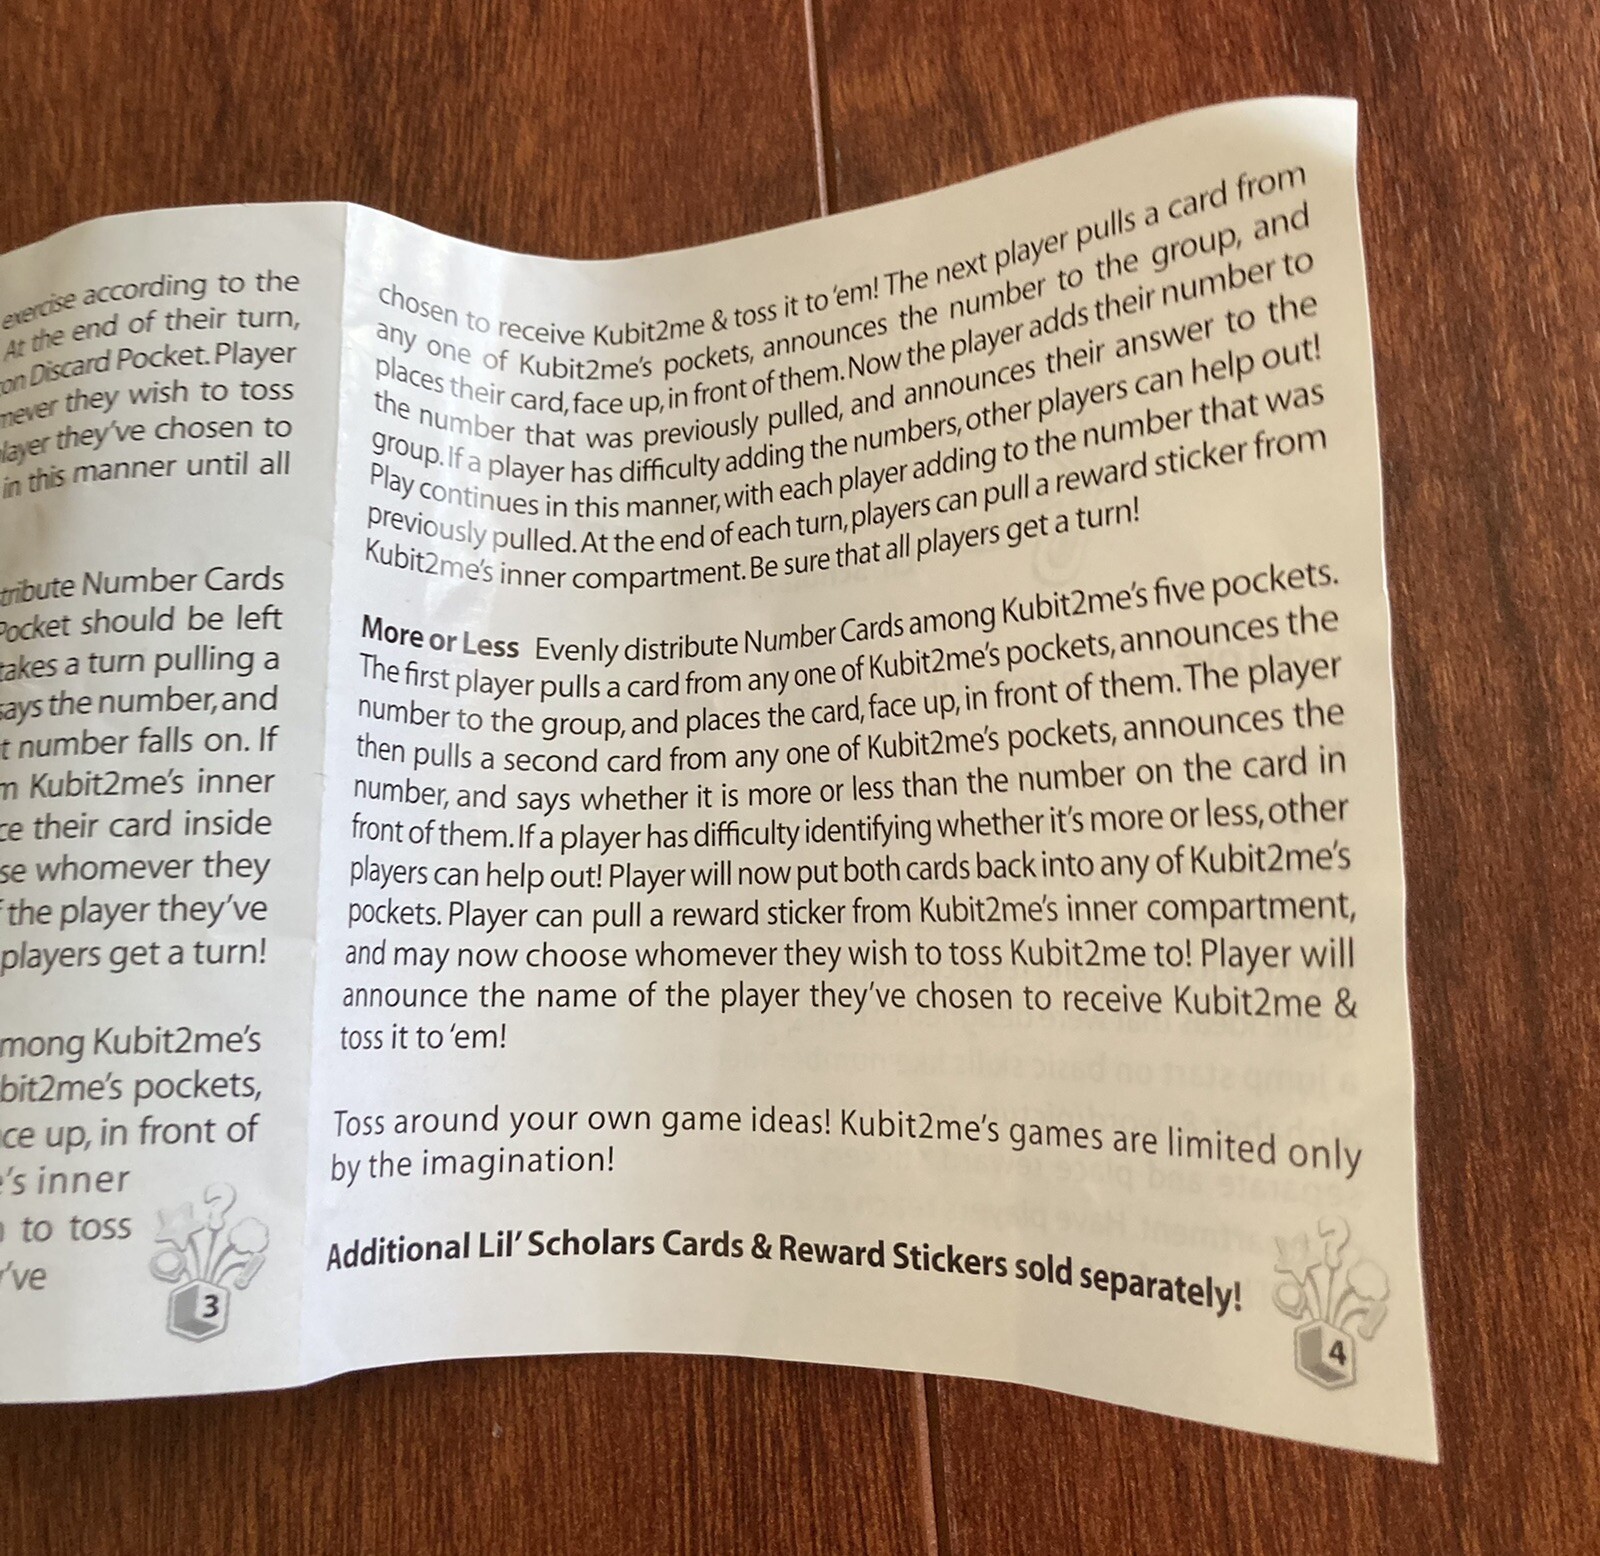 exercise according to the
At the end of their turn,
on Discard Pocket. Player
they wish to toss
they've chosen to
in this manner until all
Number Cards
Pocket should be left
takes a turn pulling a
says the number, and
number falls on. If
Kubit2me's inner
their card inside
whomever they
the player they've
players get a turn!
Kubit2me's
pockets,
up, in front of
inner
to toss
3
chosen to receive Kubit2me & toss it to 'em! The next player pulls a card from
any one of Kubit2me's pockets, announces the number to the group, and
places their card, face up, in front of them. Now the player adds their number to
the number that was previously pulled, and announces their answer to the
group. If a player has difficulty adding the numbers, other players can help out!
Play continues in this manner, with each player adding to the number that was
previously pulled. At the end of each turn, players can pull a reward sticker from
Kubit2me's inner compartment. Be sure that all players get a turn!
More or Less Evenly distribute Number Cards among Kubit2me's five pockets.
The first player pulls a card from any one of Kubit2me's pockets, announces the
number to the group, and places the card, face up, in front of them. The player
then pulls a second card from any one of Kubit2me's pockets, announces the
number, and says whether it is more or less than the number on the card in
front of them. If a player has difficulty identifying whether it's more or less, other
players can help out! Player will now put both cards back into any of Kubit2me's
pockets. Player can pull a reward sticker from Kubit2me's inner compartment,
and may now choose whomever they wish to toss Kubit2me to! Player will
announce the name of the player they've chosen to receive Kubit2me &
toss it to 'em!
Toss around your own game ideas! Kubit2me's games are limited only
by the imagination!
Additional Lil' Scholars Cards & Reward Stickers sold separately!
4